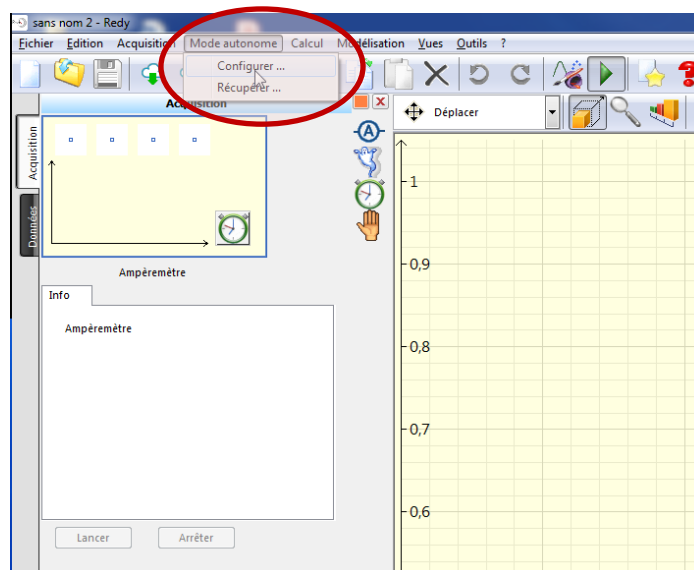 sans nom 2 - Redy
Fichier Edition Acquisition Mode autonome Calcul Modélisation Vues Outils ?
Configurer ...
Récupérer ...
Acquisition
Déplacer
Acquisition
Données
A
Ampèremètre
Info
Ampèremètre
Lancer Arrêter
1
0,9
0,8
0,7
0,6